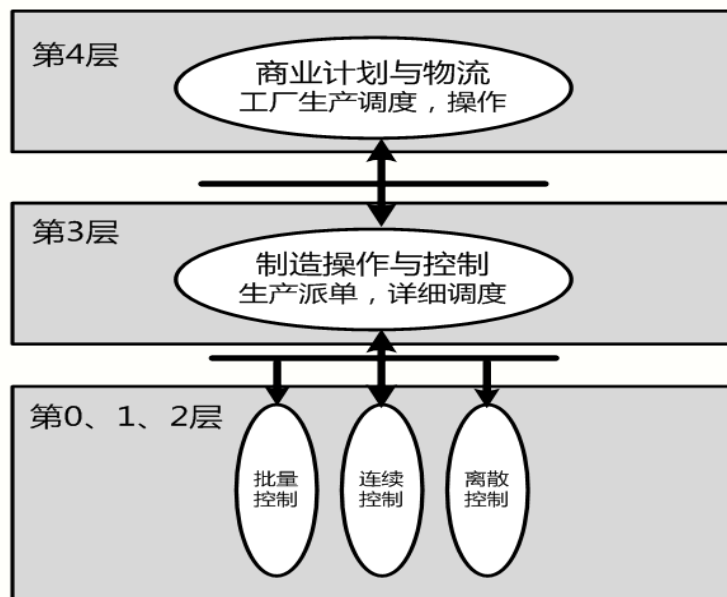 第4层
商业计划与物流
工厂生产调度，操作
第3层
制造操作与控制
生产派单，详细调度
第0、1、2层
批量
控制
连续
控制
离散
控制